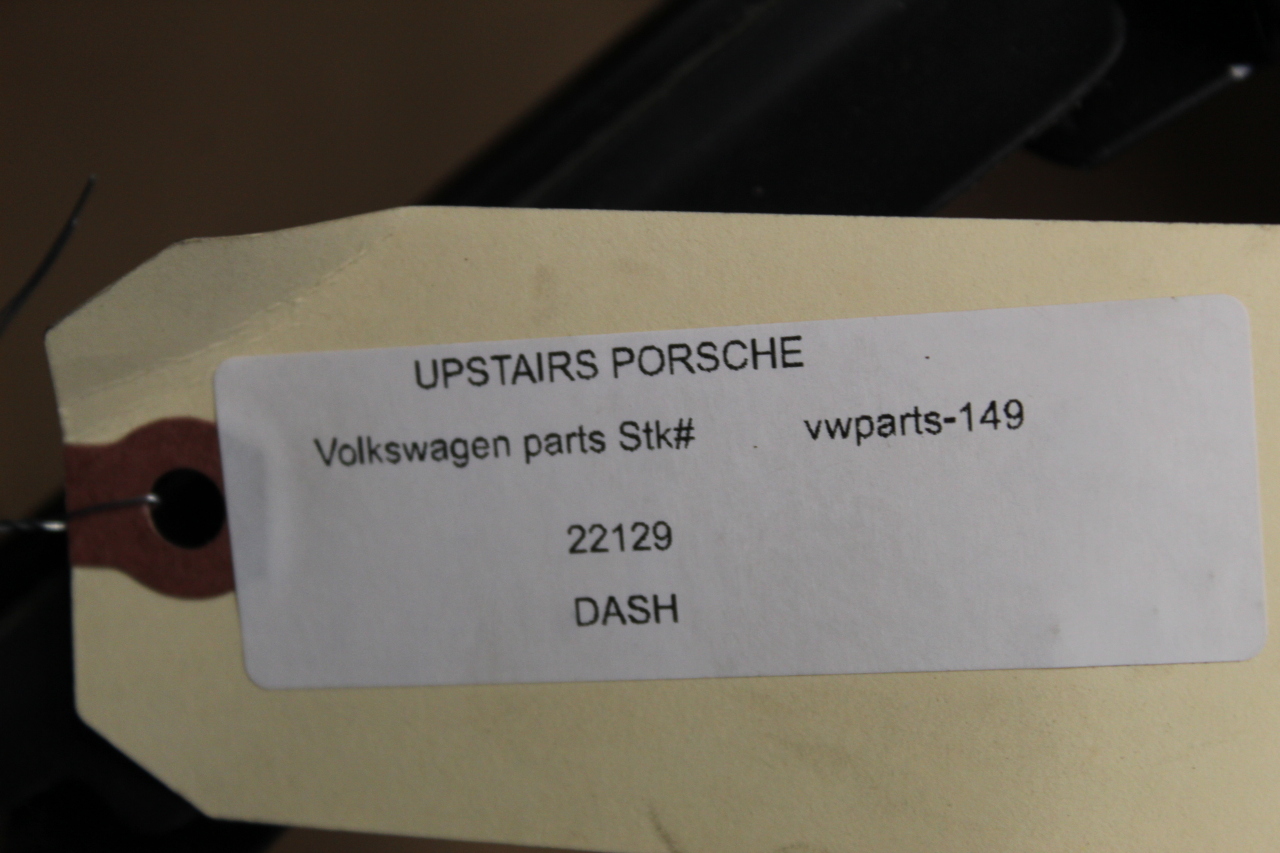 UPSTAIRS PORSCHE
Volkswagen parts Stk# vwparts-149
22129
DASH